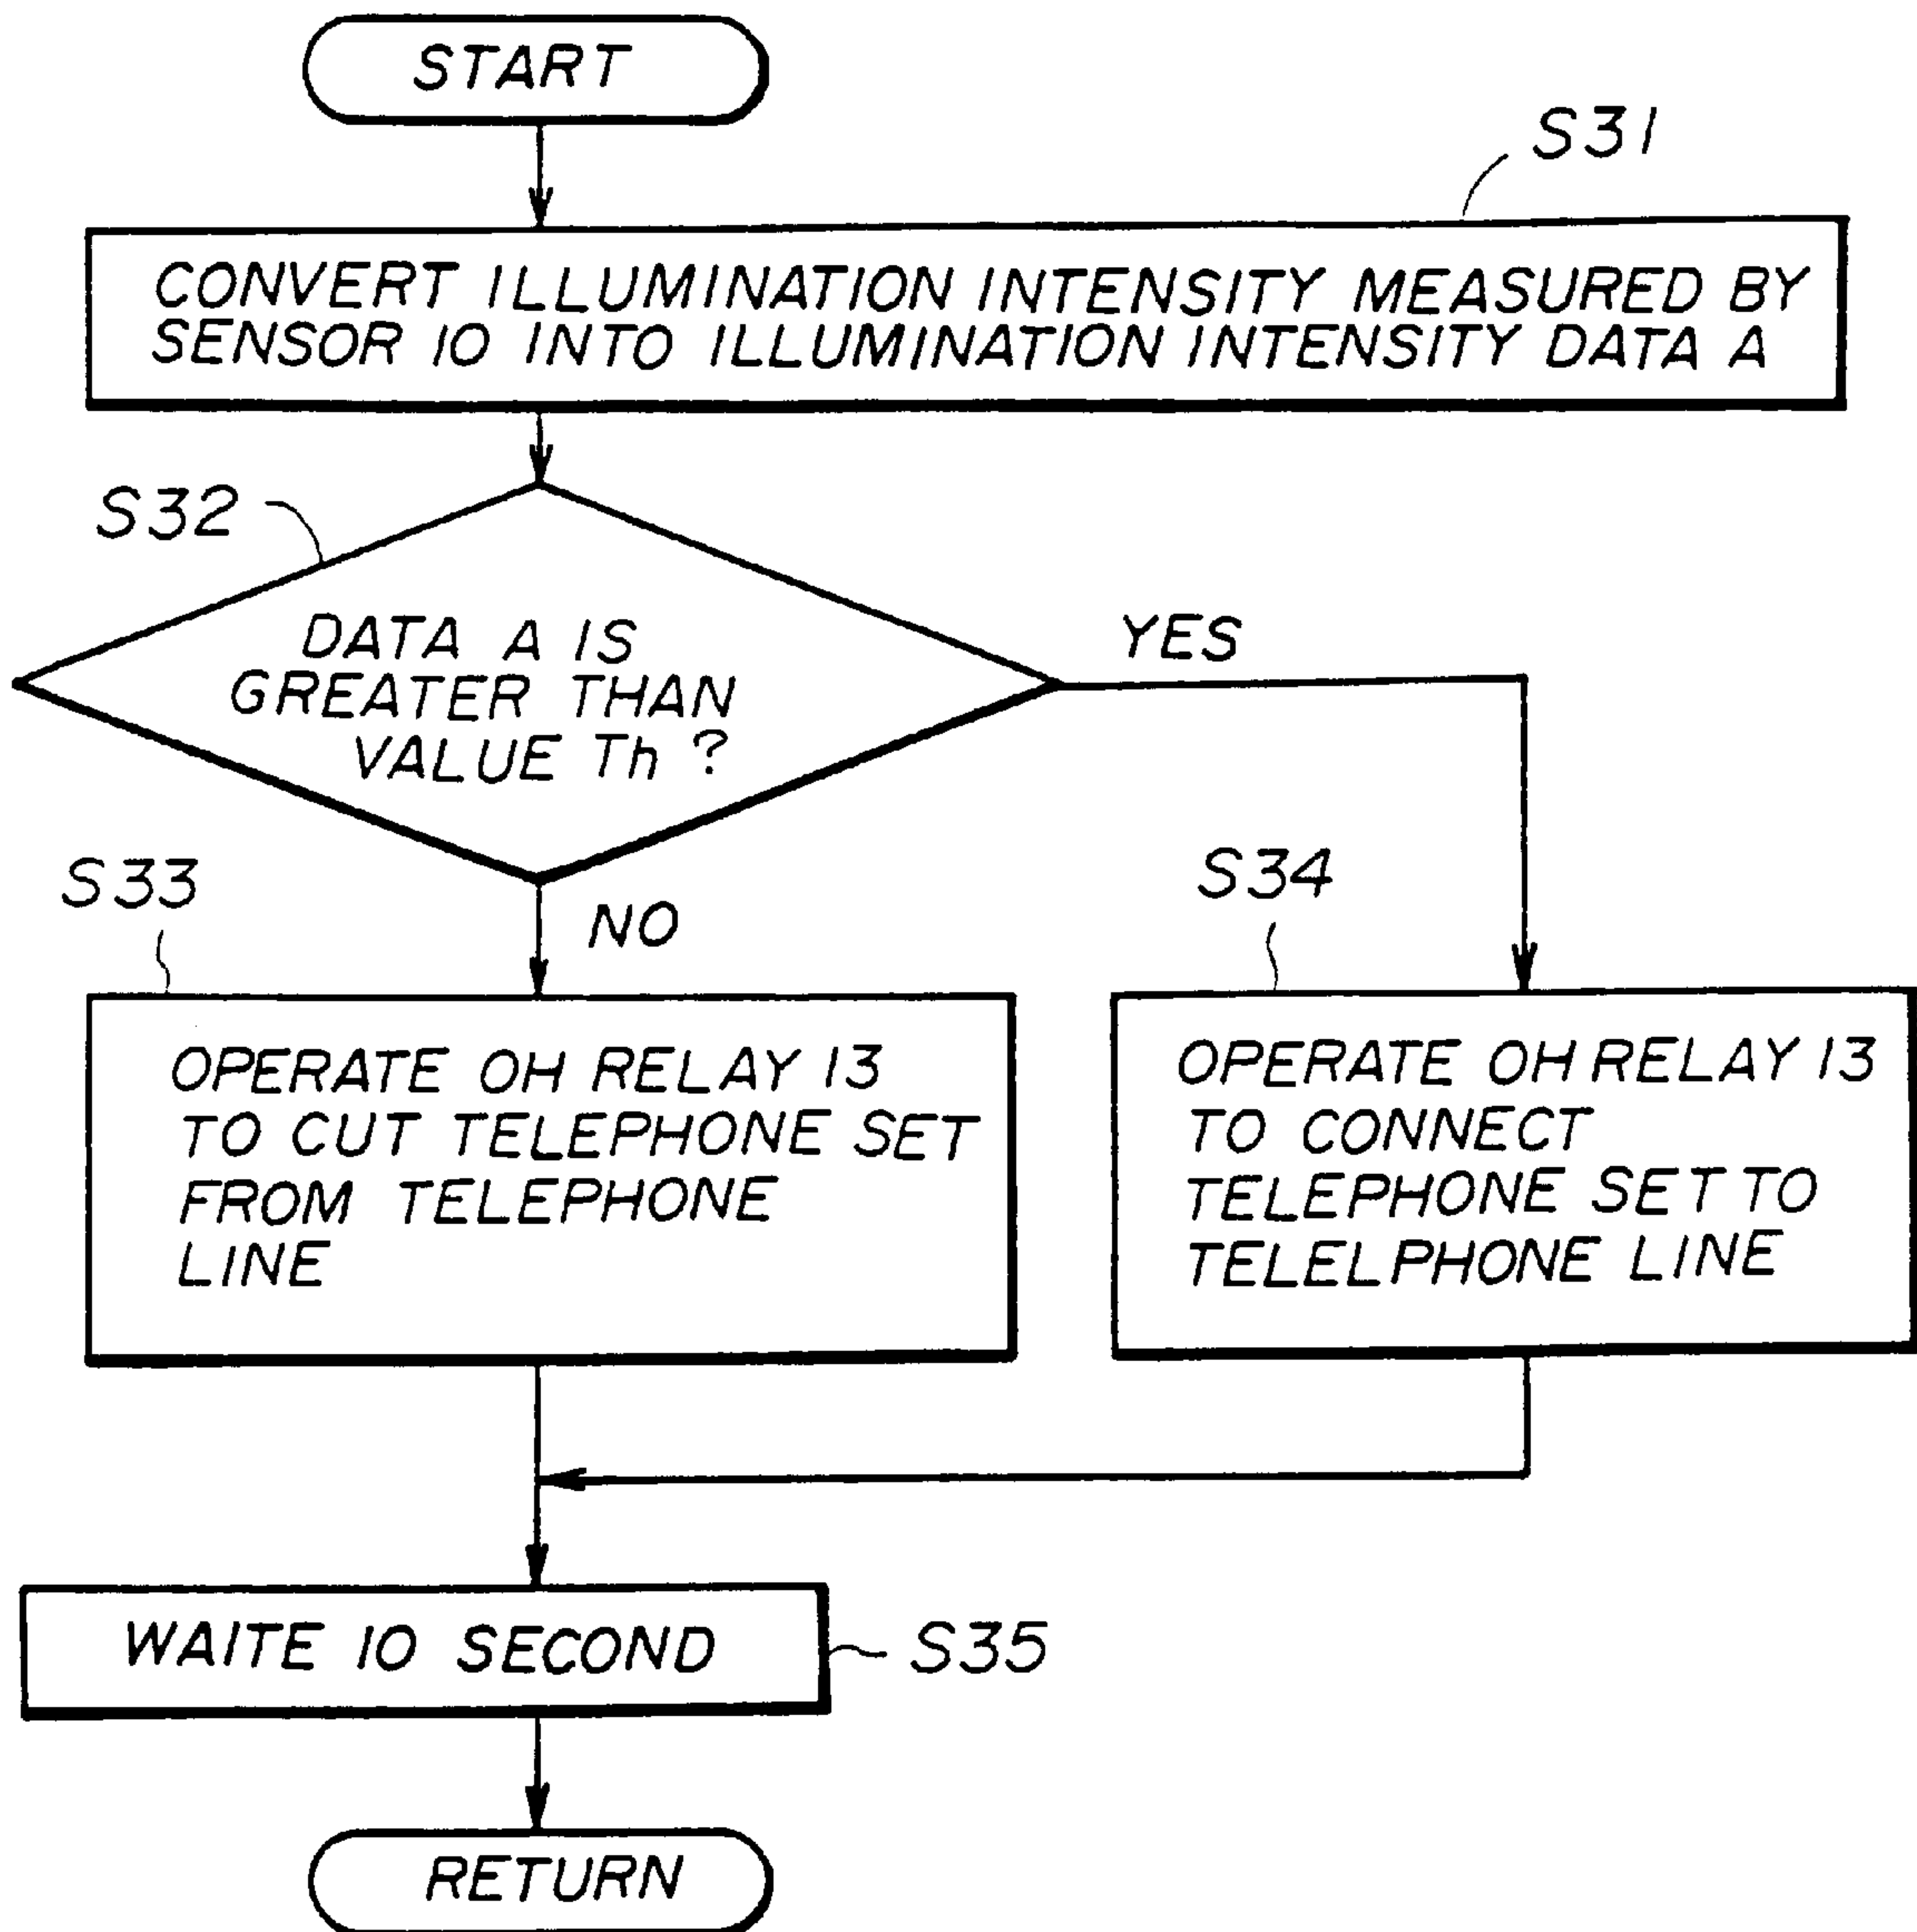 START
S31
CONVERT ILLUMINATION INTENSITY MEASURED BY
SENSOR 10 INTO ILLUMINATION INTENSITY DATA A
S32
DATA A IS
GREATER THAN
VALUE Th ?
YES
NO
S33
OPERATE OH RELAY 13
TO CUT TELEPHONE SET
FROM TELEPHONE
LINE
S34
OPERATE OH RELAY 13
TO CONNECT
TELEPHONE SET TO
TELELPHONE LINE
WAITE 10 SECOND
S35
RETURN